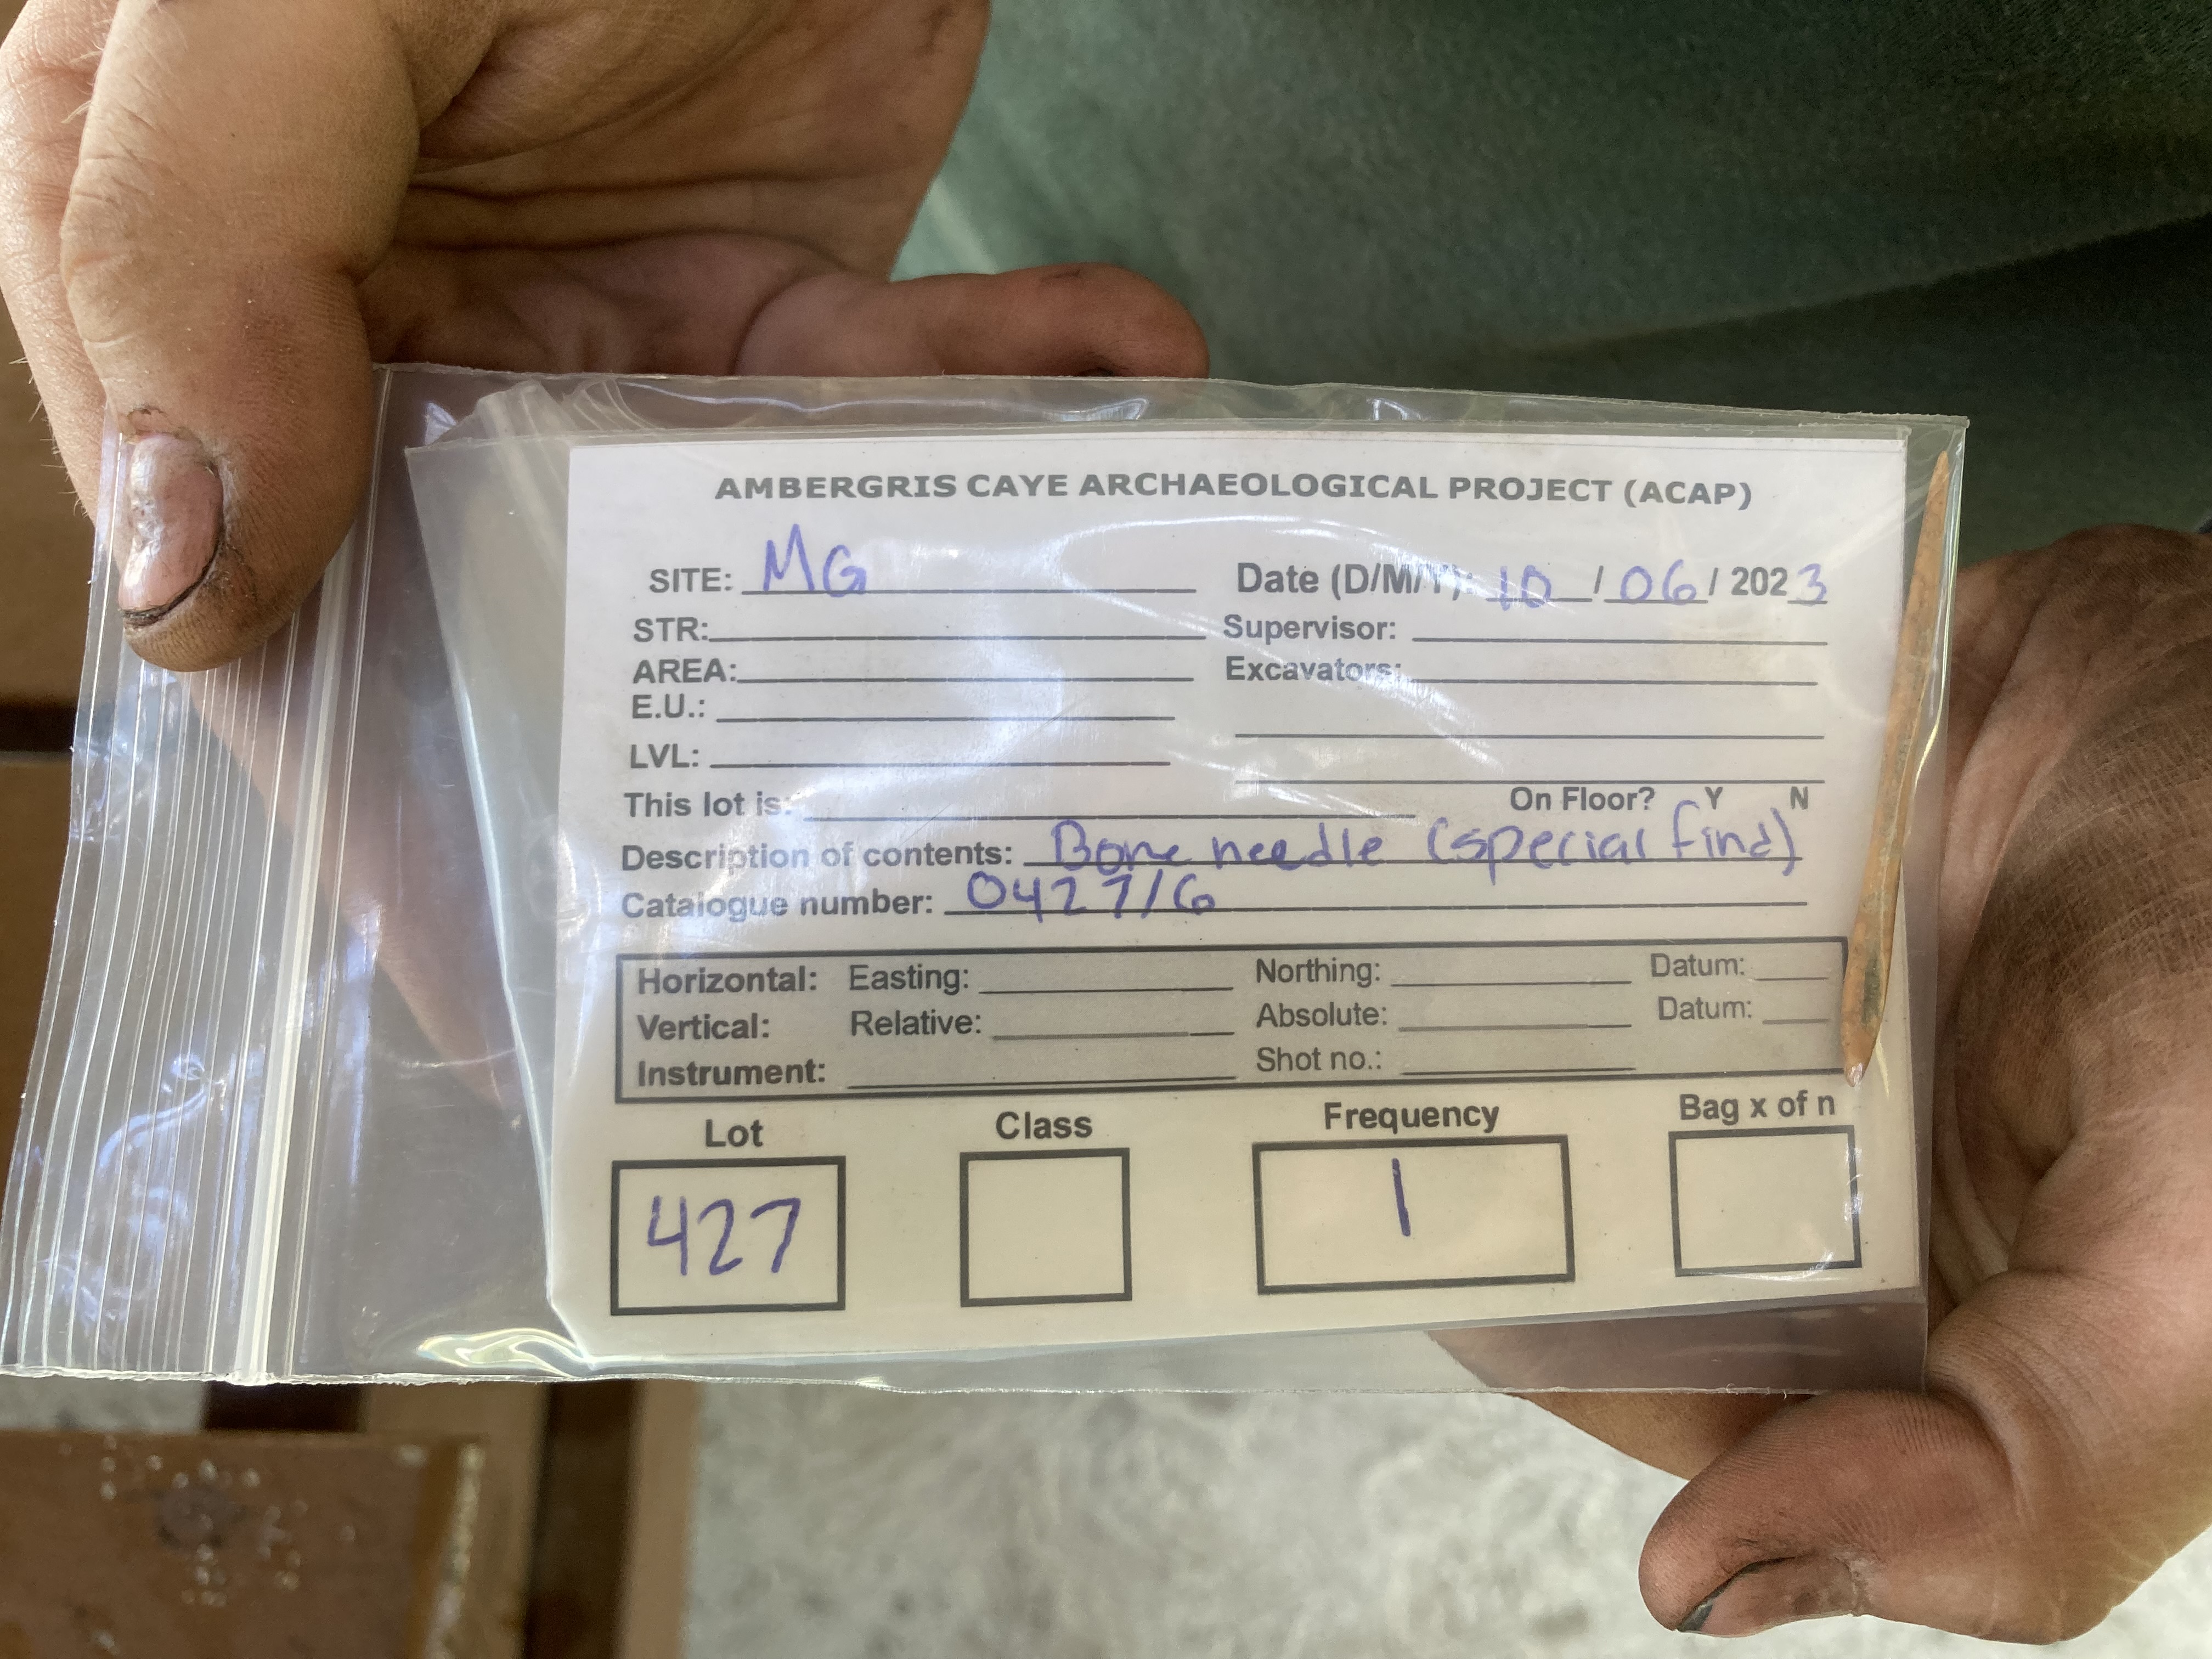 AMBERGRIS CAYE ARCHAEOLOGICAL PROJECT (ACAP)
SITE: MG Date (D/M/Y): 10 / 06 / 2023
STR: Supervisor:
AREA: Excavators:
E.U.:
LVL:
This lot is: On Floor? Y N
Description of contents: Bone needle (special find)
Catalogue number: 0427/6
Horizontal: Easting: Northing: Datum:
Vertical: Relative: Absolute: Datum:
Instrument: Shot no.:
Lot Class Frequency Bag x of n
427 1